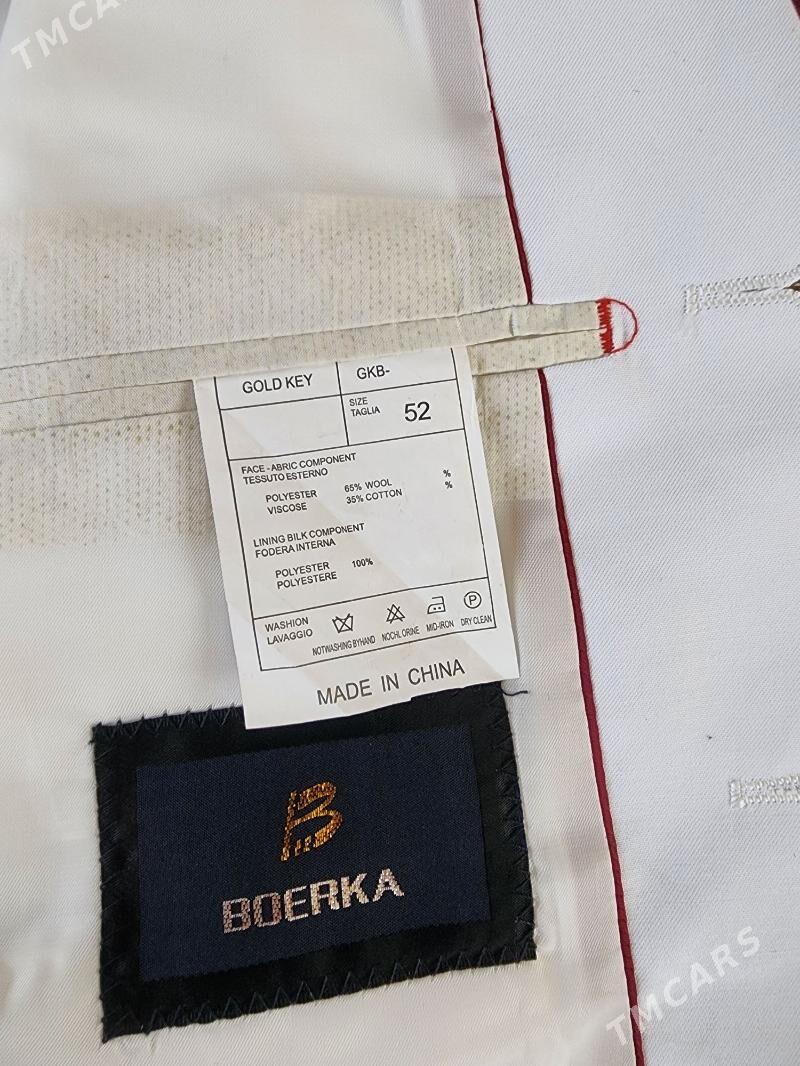 TMCARS
GOLD KEY GKB-
SIZE
TAGLIA 52
FACE-ABRIC COMPONENT
TESSUTO ESTERNO
POLYESTER 65% WOOL %
VISCOSE 35% COTTON %
LINING BILK COMPONENT
FODERA INTERNA
POLYESTER 100%
POLYESTERE
WASHION
LAVAGGIO
NOTWASHING BYHAND NOCHLORINE MID-IRON DRY CLEAN
P
MADE IN CHINA
B
BOERKA
TMCARS